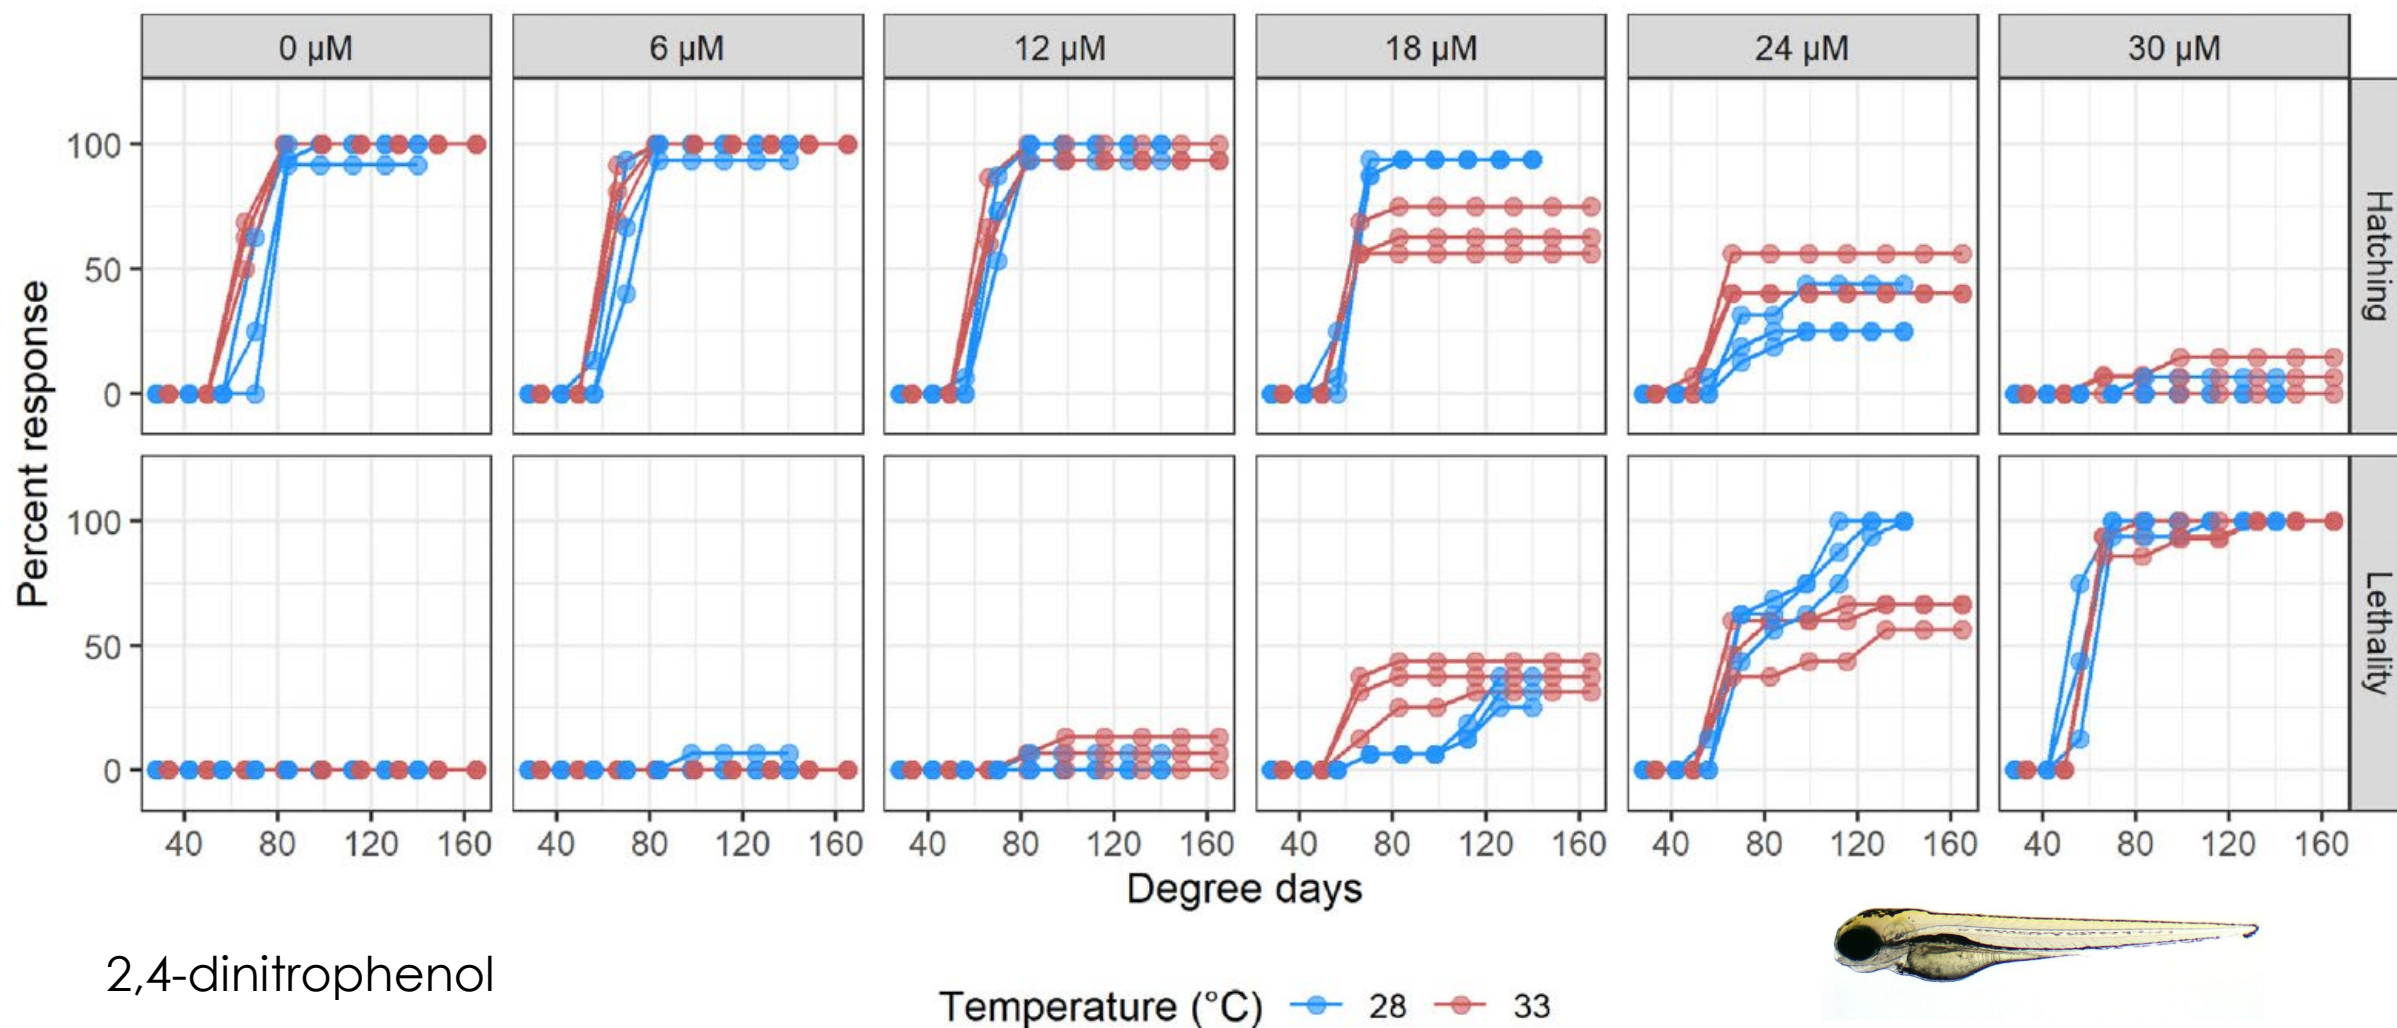 0 µM 6 µM 12 µM 18 µM 24 µM 30 µM
100
50
0
Hatching
Percent response
100
50
0
Lethality
40 80 120 160 40 80 120 160 40 80 120 160 40 80 120 160 40 80 120 160 40 80 120 160
Degree days
2,4-dinitrophenol
Temperature (°C) 28 33